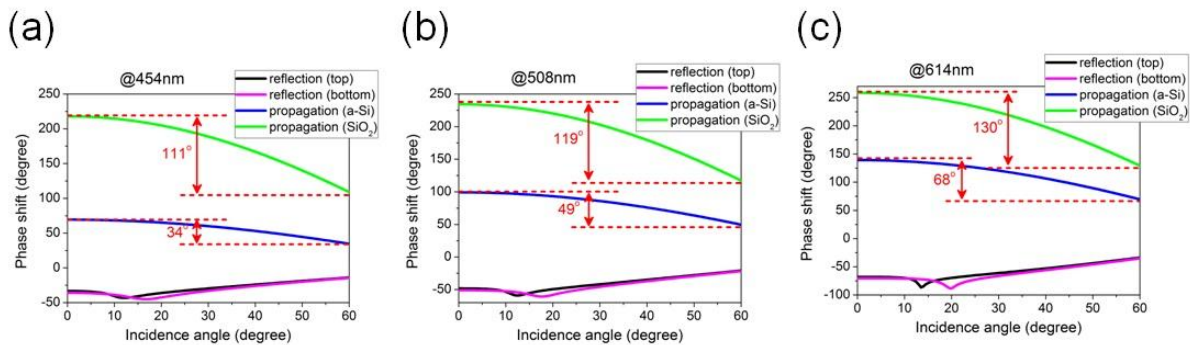 (a)
@454nm
reflection (top)
reflection (bottom)
propagation (a-Si)
propagation (SiO₂)
Phase shift (degree)
250
200
150
100
50
0
-50
111°
34°
0 10 20 30 40 50 60
Incidence angle (degree)
(b)
@508nm
reflection (top)
reflection (bottom)
propagation (a-Si)
propagation (SiO₂)
Phase shift (degree)
250
200
150
100
50
0
-50
119°
49°
0 10 20 30 40 50 60
Incidence angle (degree)
(c)
@614nm
reflection (top)
reflection (bottom)
propagation (a-Si)
propagation (SiO₂)
Phase shift (degree)
250
200
150
100
50
0
-50
-100
130°
68°
0 10 20 30 40 50 60
Incidence angle (degree)